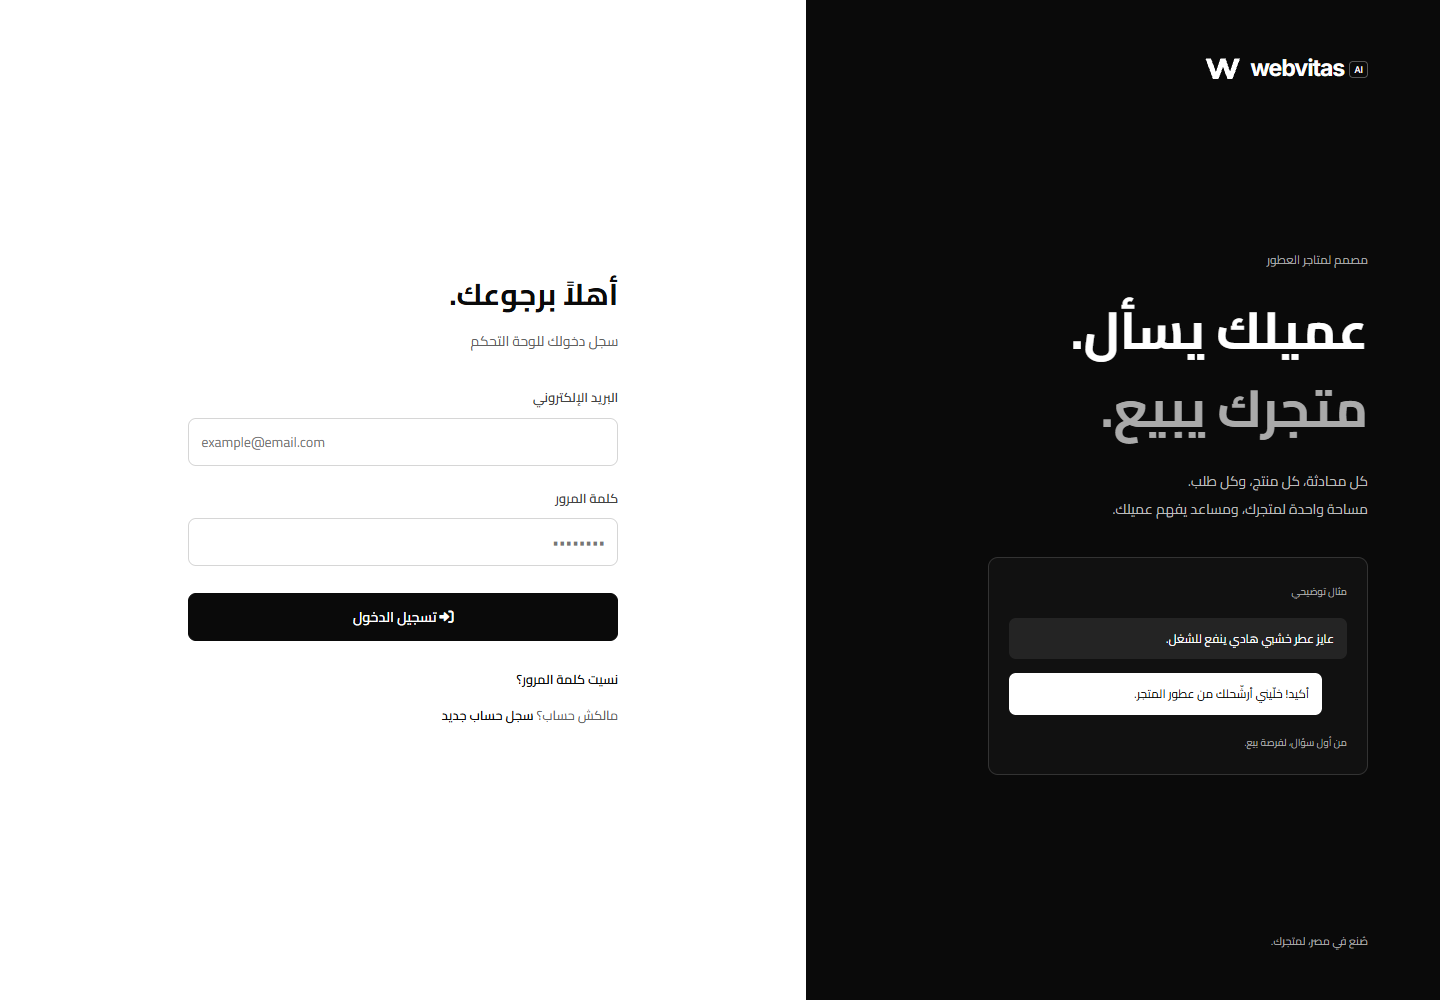 W webvitas AI
مصمم لمتاجر العطور
عميلك يسأل.
متجرك يبيع.
كل محادثة، كل منتج، وكل طلب.
مساحة واحدة لمتجرك، ومساعد يفهم عميلك.
مثال توضيحي
عايز عطر خشبي هادي ينفع للشغل.
أكيد! خلّيني أرشّحلك من عطور المتجر.
من أول سؤال، لفرصة بيع.
صُنع في مصر، لمتجرك.
أهلاً برجوعك.
سجل دخولك للوحة التحكم
البريد الإلكتروني
example@email.com
كلمة المرور
••••••••
تسجيل الدخول
نسيت كلمة المرور؟
مالكش حساب؟ سجل حساب جديد